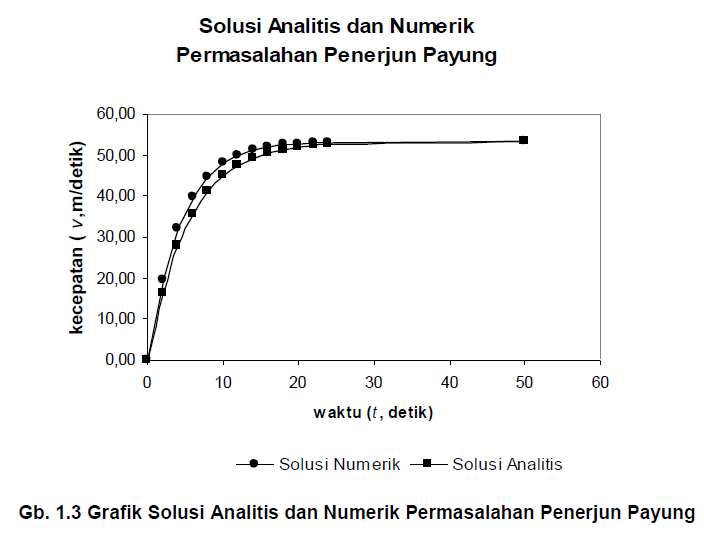 Solusi Analitis dan Numerik
Permasalahan Penerjun Payung
kecepatan ( v,m/detik)
60,00
50,00
40,00
30,00
20,00
10,00
0,00
0 10 20 30 40 50 60
waktu (t, detik)
Solusi Numerik Solusi Analitis
Gb. 1.3 Grafik Solusi Analitis dan Numerik Permasalahan Penerjun Payung